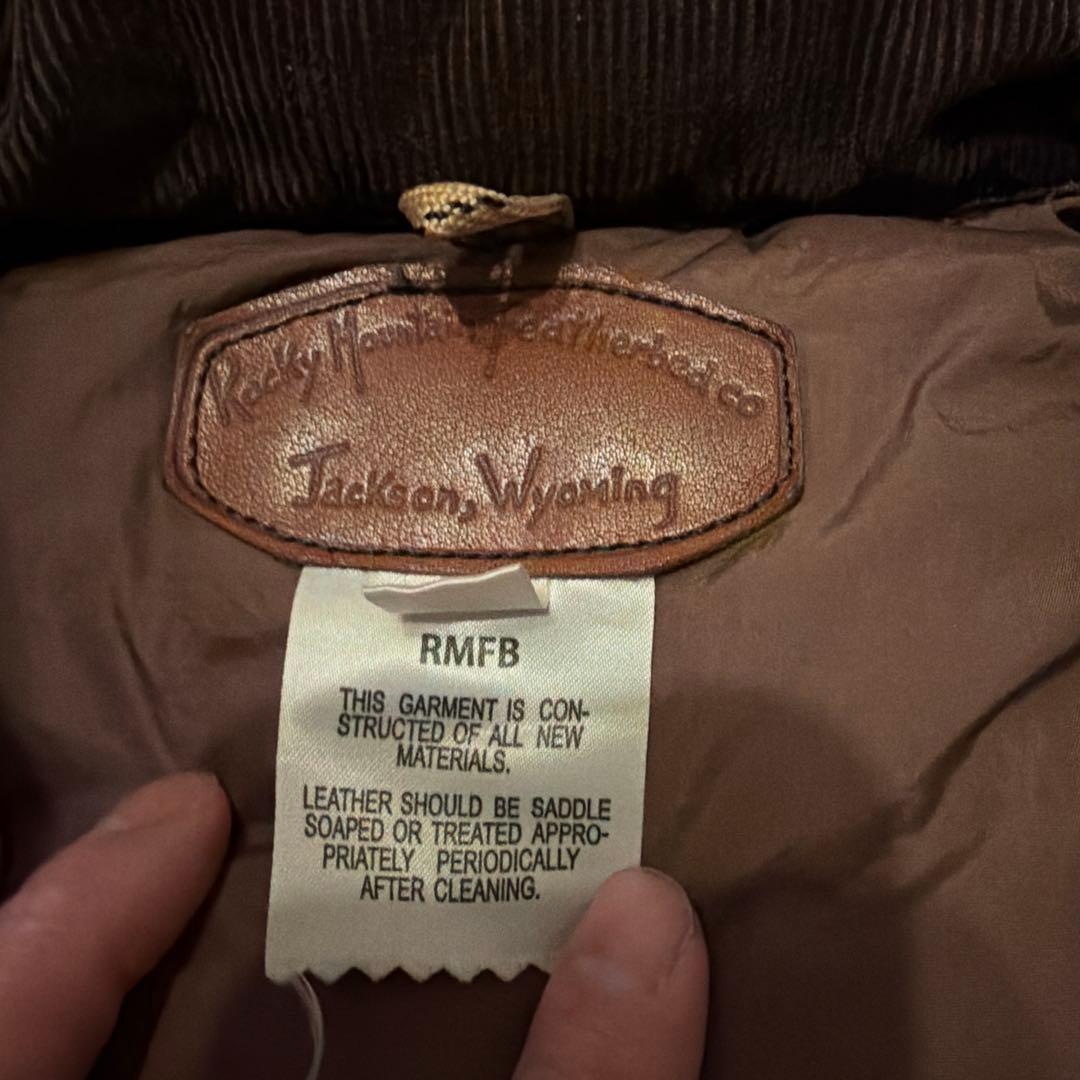 Rocky Mountain Featherbed co
Jackson, Wyoming
RMFB
THIS GARMENT IS CON-
STRUCTED OF ALL NEW
MATERIALS.
LEATHER SHOULD BE SADDLE
SOAPED OR TREATED APPRO-
PRIATELY PERIODICALLY
AFTER CLEANING.